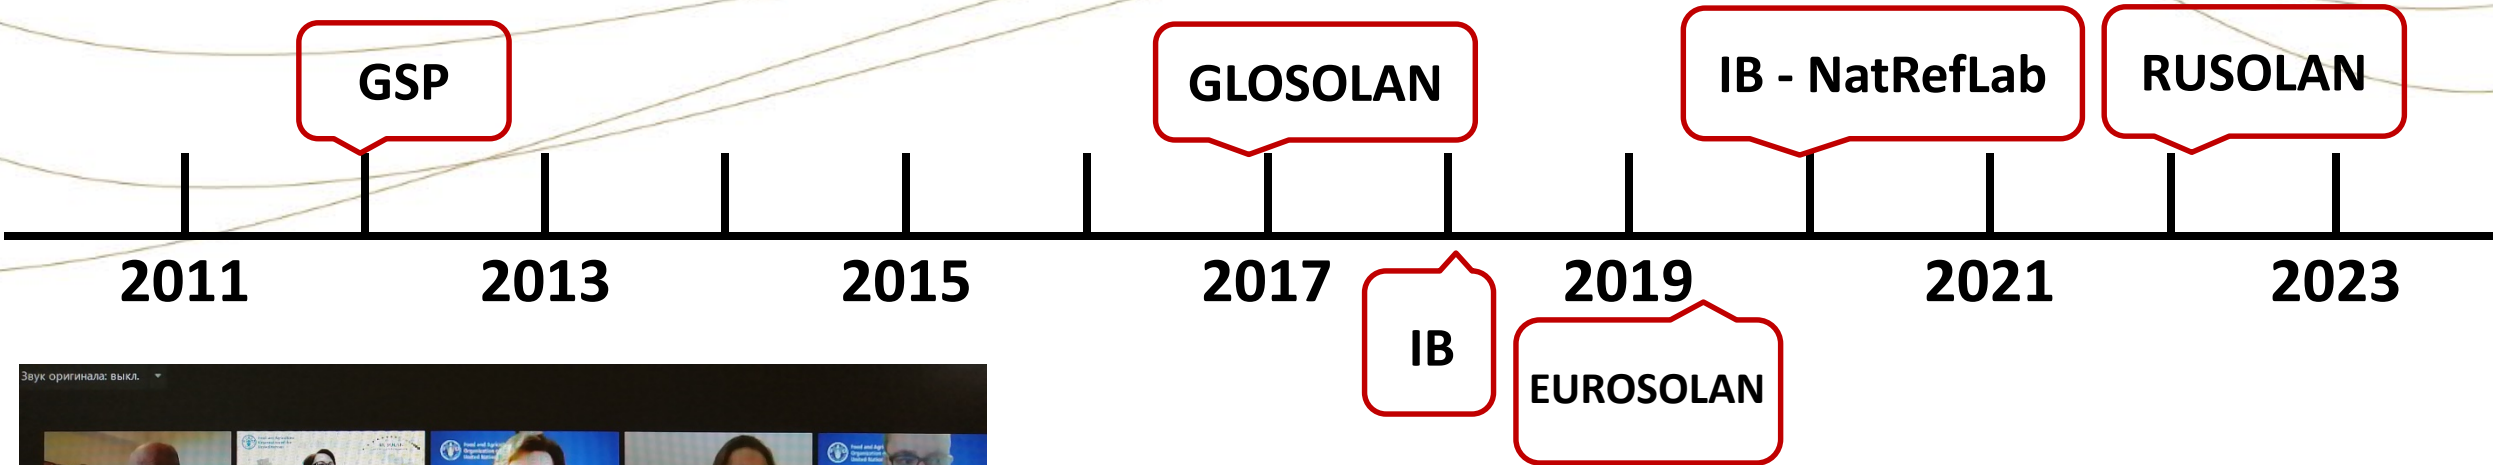 GSP
GLOSOLAN
IB - NatRefLab
RUSOLAN
2011
2013
2015
2017
2019
2021
2023
IB
EUROSOLAN
Звук оригинала: выкл.